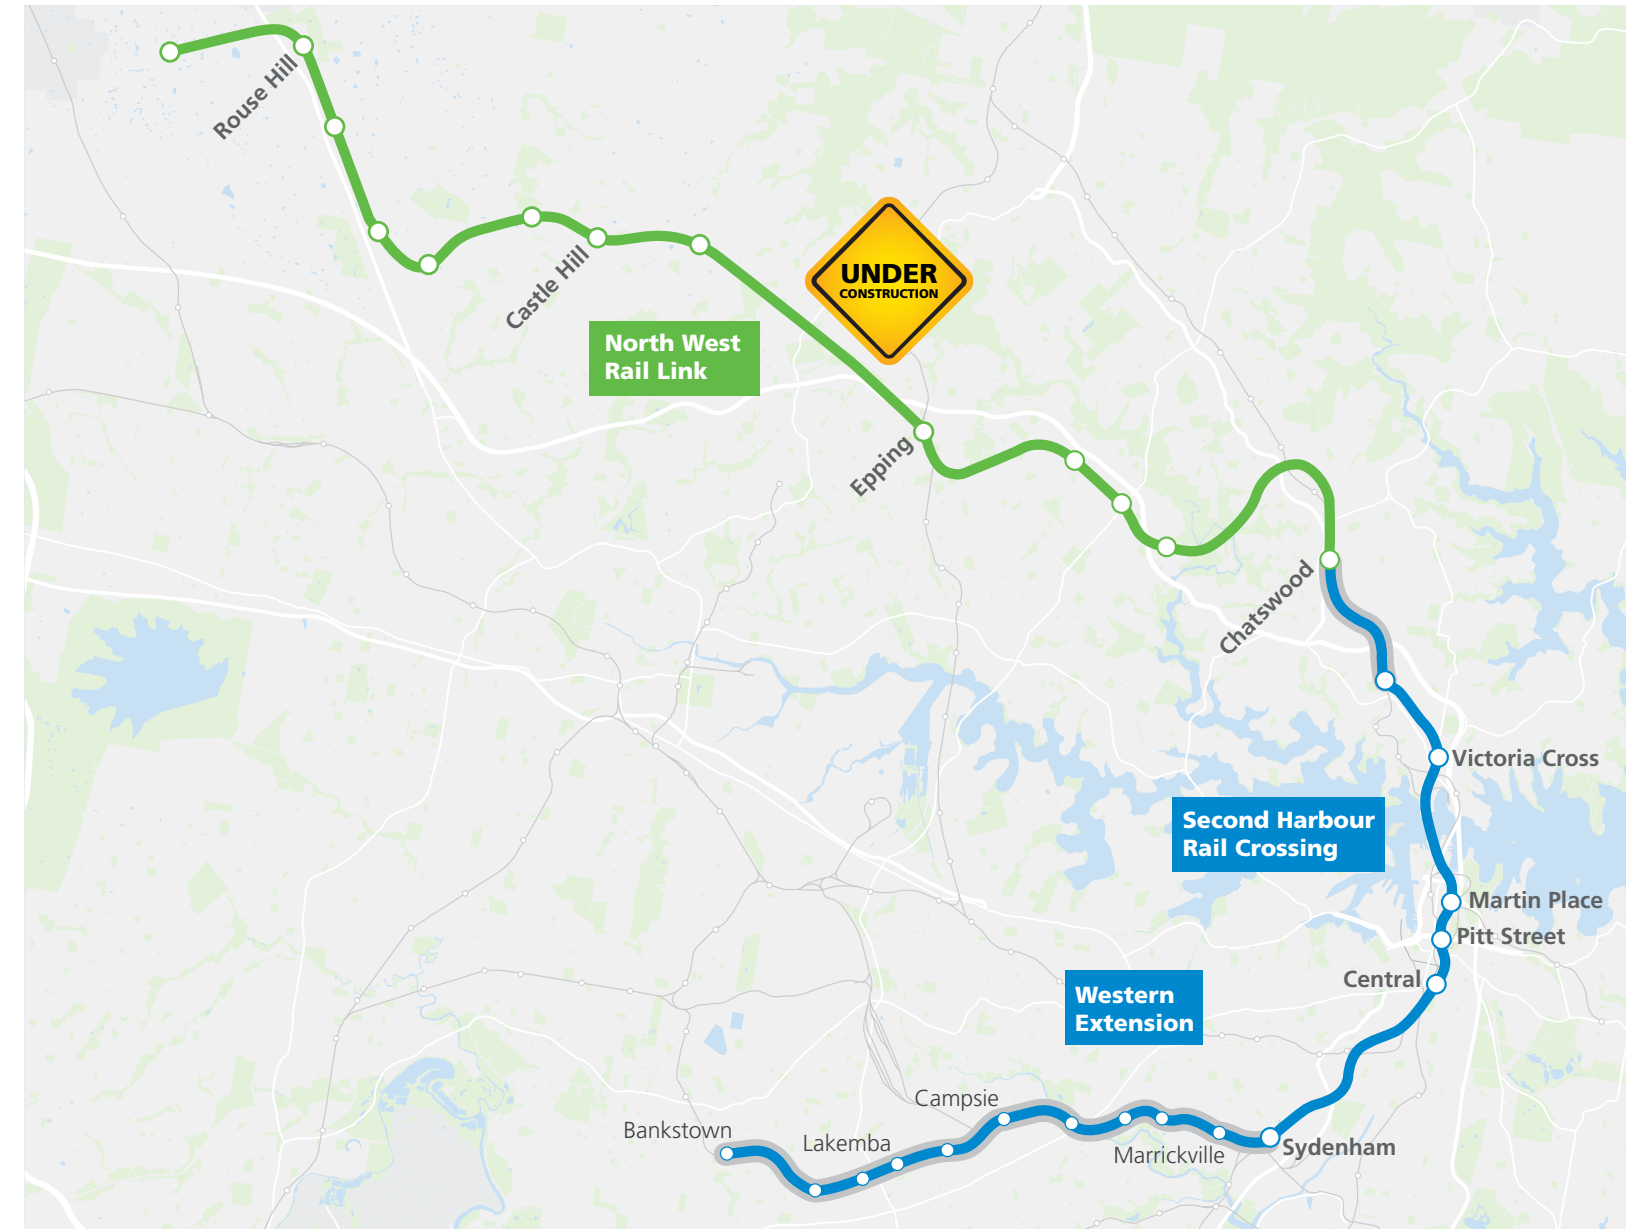 Rouse Hill
Castle Hill
UNDER
CONSTRUCTION
North West
Rail Link
Epping
Chatswood
Victoria Cross
Second Harbour
Rail Crossing
Martin Place
Pitt Street
Central
Western
Extension
Campsie
Bankstown
Lakemba
Marrickville
Sydenham